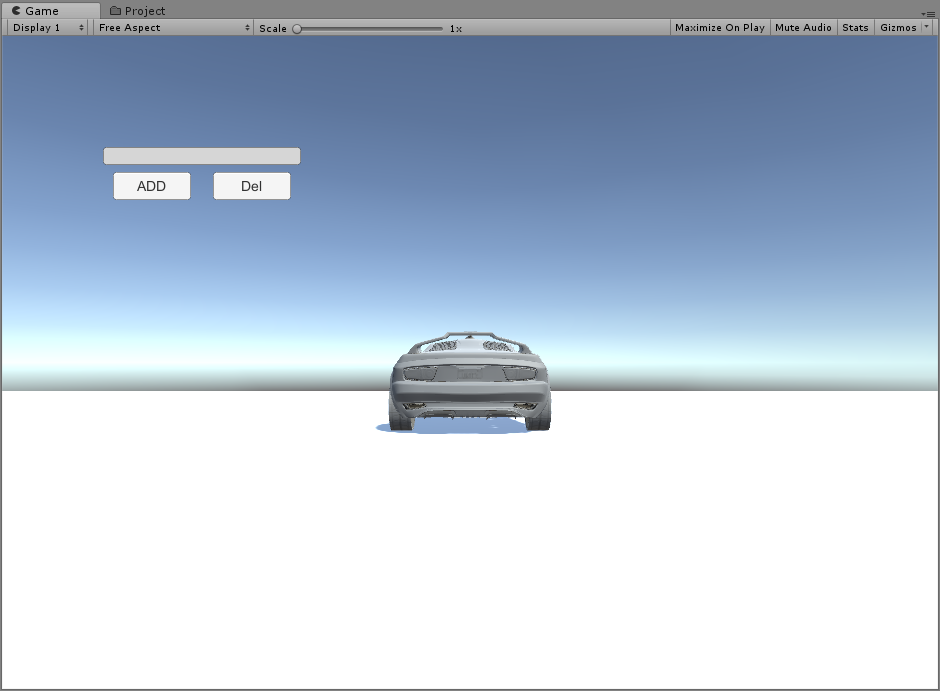 Game Project
Display 1 Free Aspect Scale 1x Maximize On Play Mute Audio Stats Gizmos
ADD Del